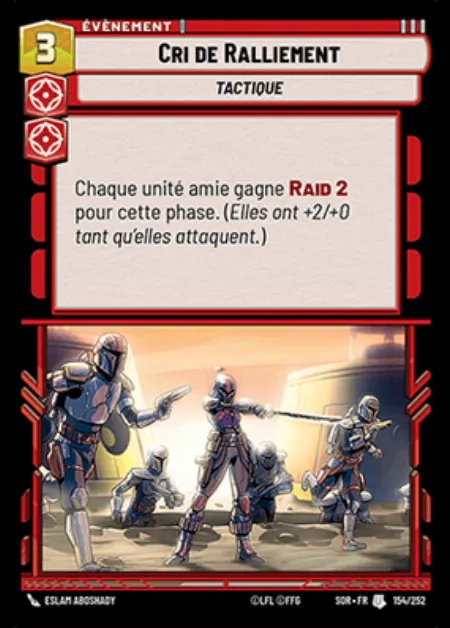 ÉVÈNEMENT
3
CRI DE RALLIEMENT
TACTIQUE
Chaque unité amie gagne RAID 2
pour cette phase. (Elles ont +2/+0
tant qu'elles attaquent.)
ESLAM ABOSHADY
©LFL ©FFG
SOR • FR
154/252